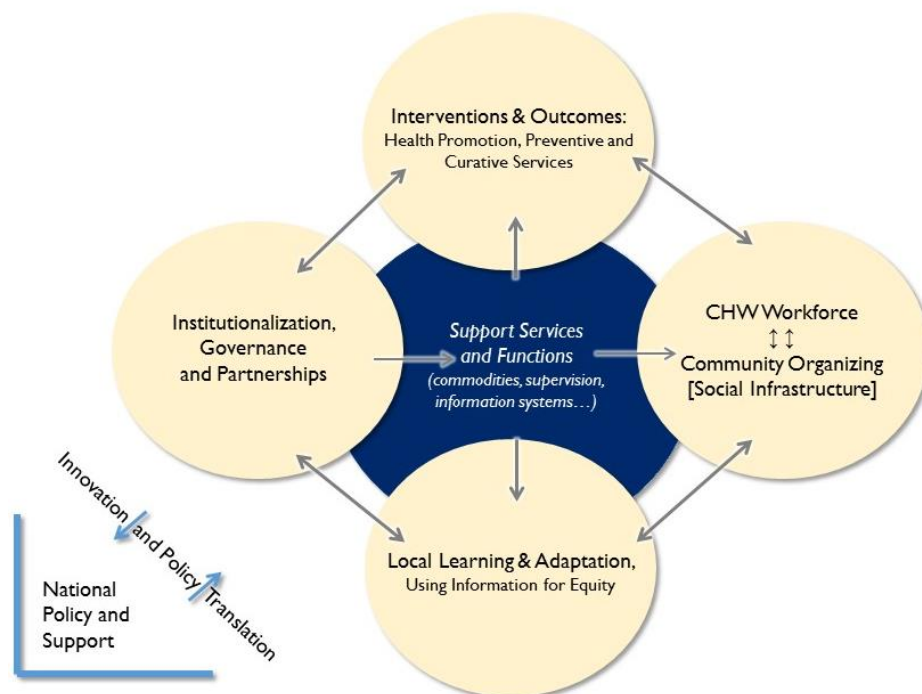 Interventions & Outcomes:
Health Promotion, Preventive and
Curative Services
Institutionalization,
Governance
and Partnerships
Support Services
and Functions
(commodities, supervision,
information systems...)
CHW Workforce
↕↕
Community Organizing
[Social Infrastructure]
Local Learning & Adaptation,
Using Information for Equity
Innovation and Policy Translation
National
Policy and
Support